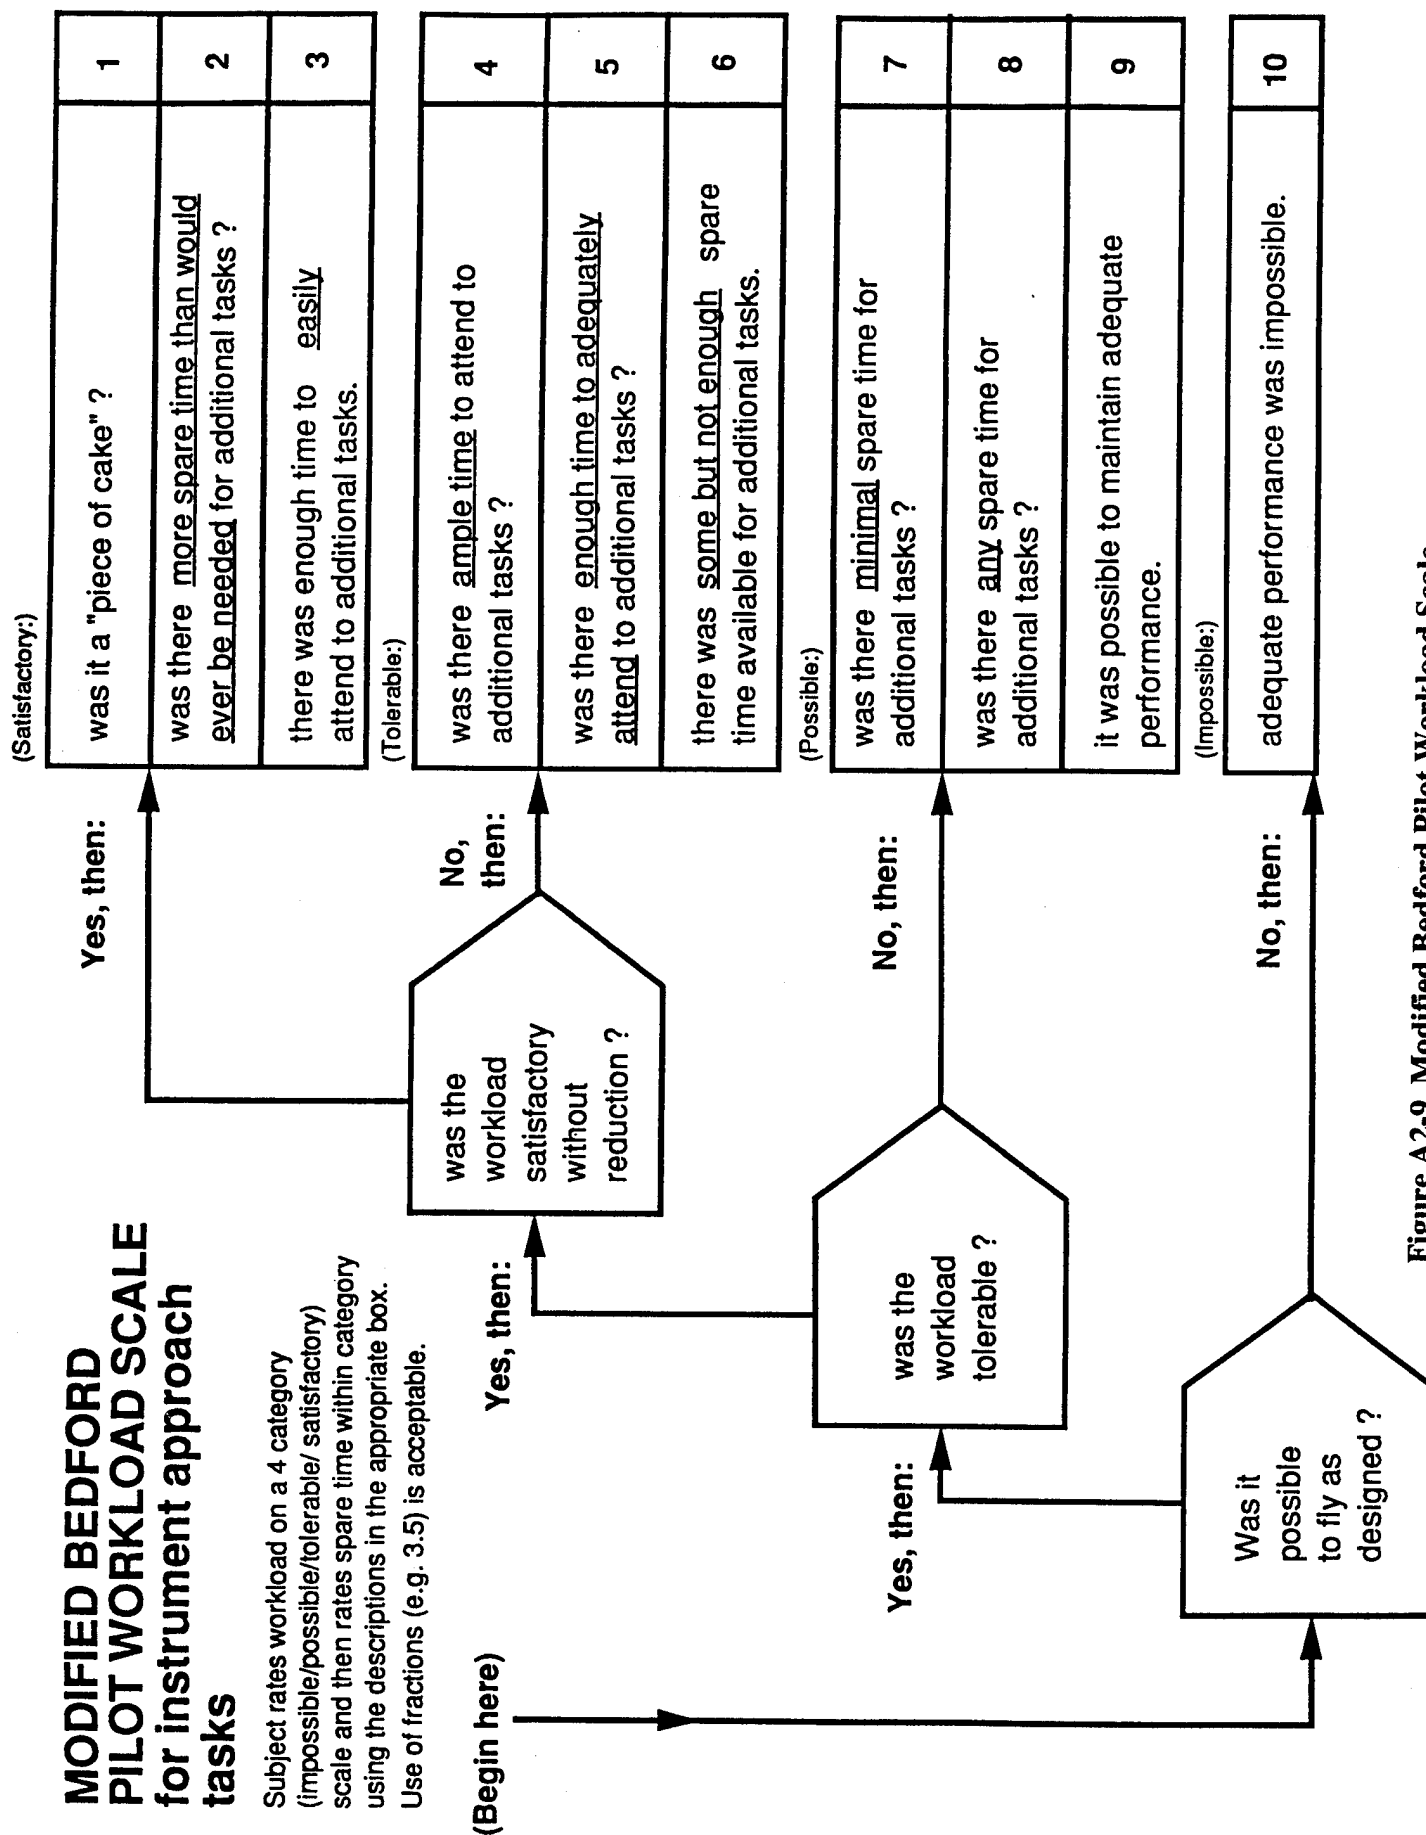 MODIFIED BEDFORD
PILOT WORKLOAD SCALE
for instrument approach
tasks
Subject rates workload on a 4 category
(impossible/possible/tolerable/ satisfactory)
scale and then rates spare time within category
using the descriptions in the appropriate box.
Use of fractions (e.g. 3.5) is acceptable.
(Begin here)
Was it
possible
to fly as
designed ?
Yes, then:
No, then:
was the
workload
tolerable ?
Yes, then:
No, then:
was the
workload
satisfactory
without
reduction ?
Yes, then:
No,
then:
(Satisfactory:)
was it a "piece of cake" ?
1
was there more spare time than would
ever be needed for additional tasks ?
2
there was enough time to easily
attend to additional tasks.
3
(Tolerable:)
was there ample time to attend to
additional tasks ?
4
was there enough time to adequately
attend to additional tasks ?
5
there was some but not enough spare
time available for additional tasks.
6
(Possible:)
was there minimal spare time for
additional tasks ?
7
was there any spare time for
additional tasks ?
8
it was possible to maintain adequate
performance.
9
(Impossible:)
adequate performance was impossible.
10
Figure A2-9 Modified Bedford Pilot Workload Scale